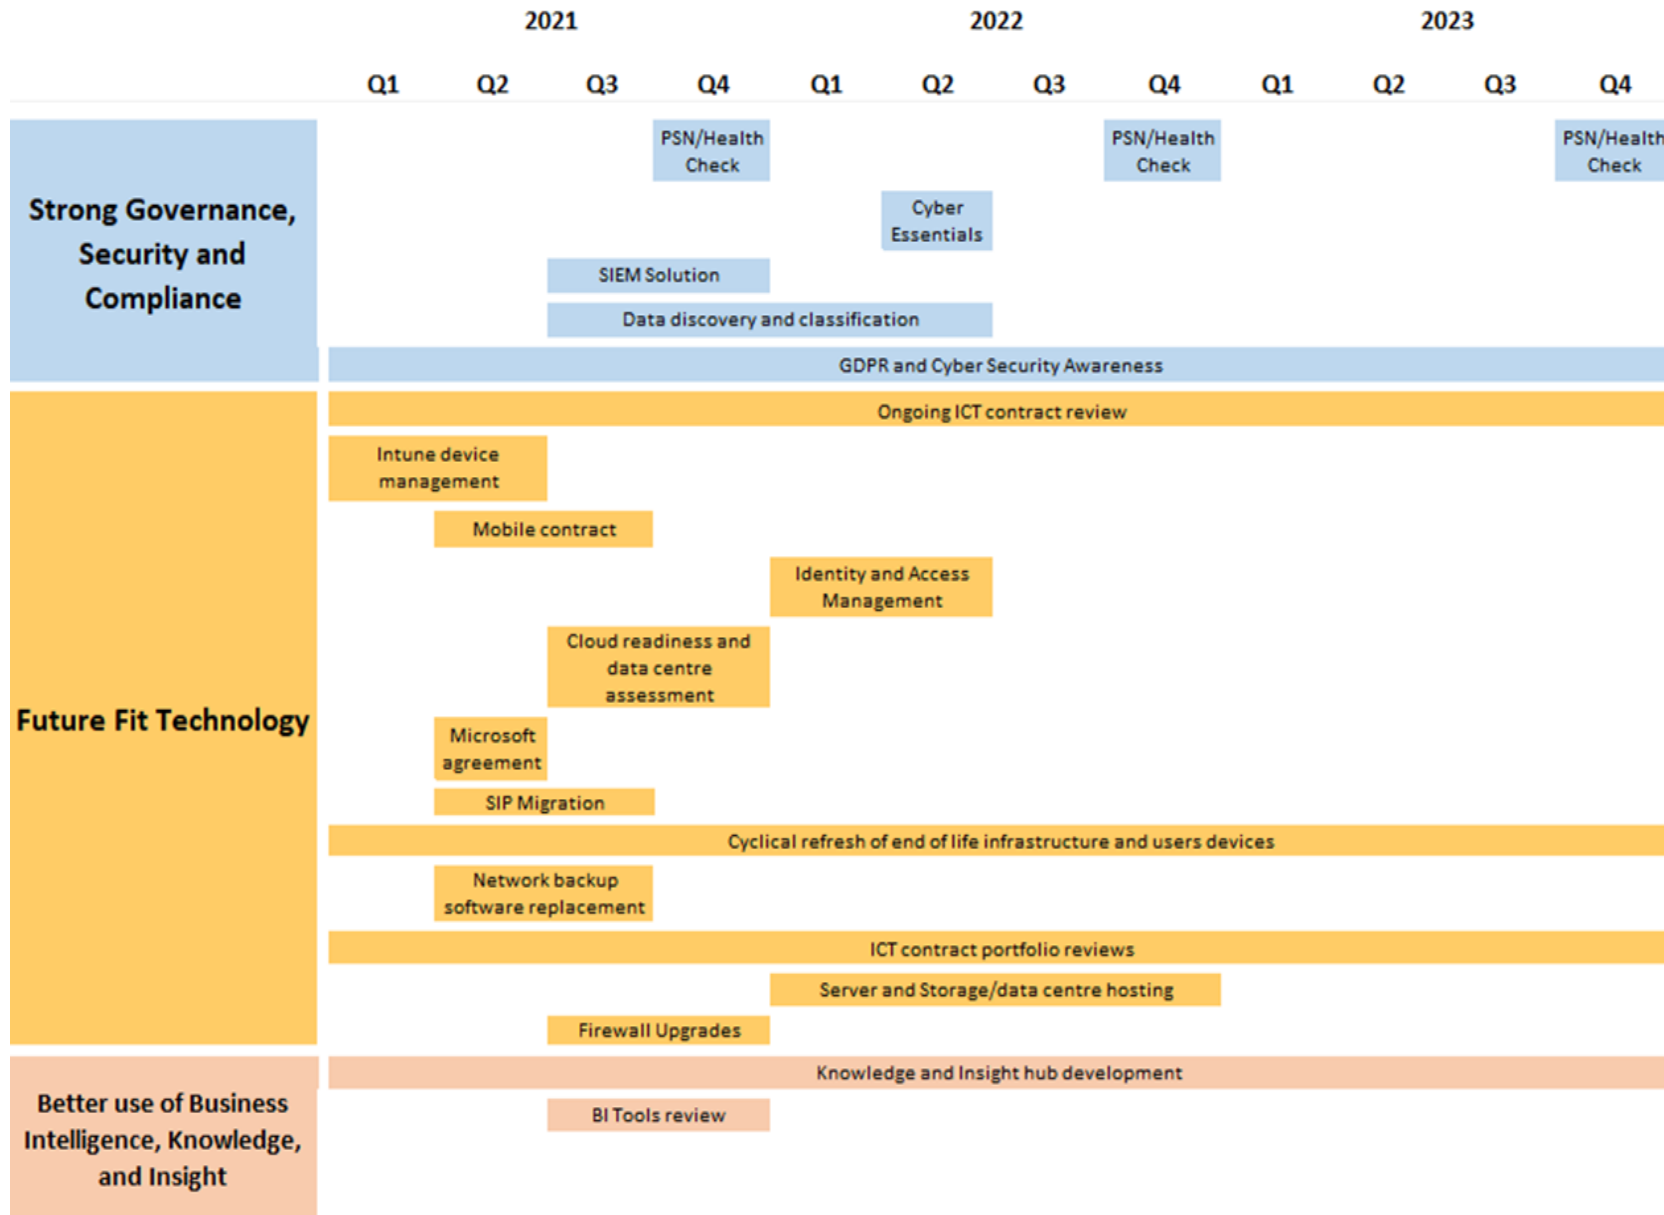 2021 2022 2023
Q1 Q2 Q3 Q4 Q1 Q2 Q3 Q4 Q1 Q2 Q3 Q4
Strong Governance,
Security and
Compliance
PSN/Health
Check
PSN/Health
Check
PSN/Health
Check
Cyber
Essentials
SIEM Solution
Data discovery and classification
GDPR and Cyber Security Awareness
Future Fit Technology
Ongoing ICT contract review
Intune device
management
Mobile contract
Identity and Access
Management
Cloud readiness and
data centre
assessment
Microsoft
agreement
SIP Migration
Cyclical refresh of end of life infrastructure and users devices
Network backup
software replacement
ICT contract portfolio reviews
Server and Storage/data centre hosting
Firewall Upgrades
Better use of Business
Intelligence, Knowledge,
and Insight
Knowledge and Insight hub development
BI Tools review